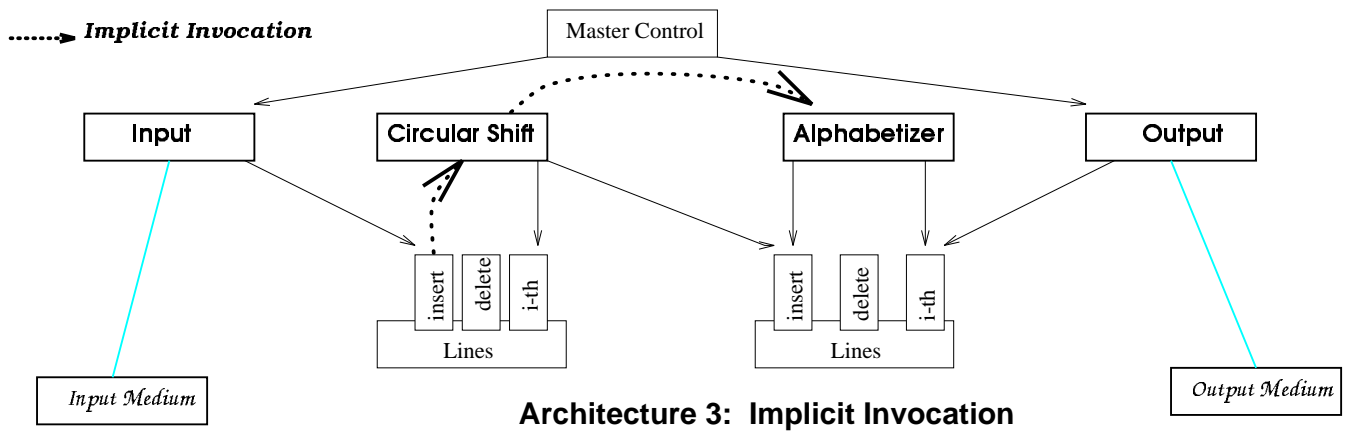 Implicit Invocation
Master Control
Input
Circular Shift
Alphabetizer
Output
insert
delete
i-th
insert
delete
i-th
Lines
Lines
Input Medium
Output Medium
Architecture 3: Implicit Invocation